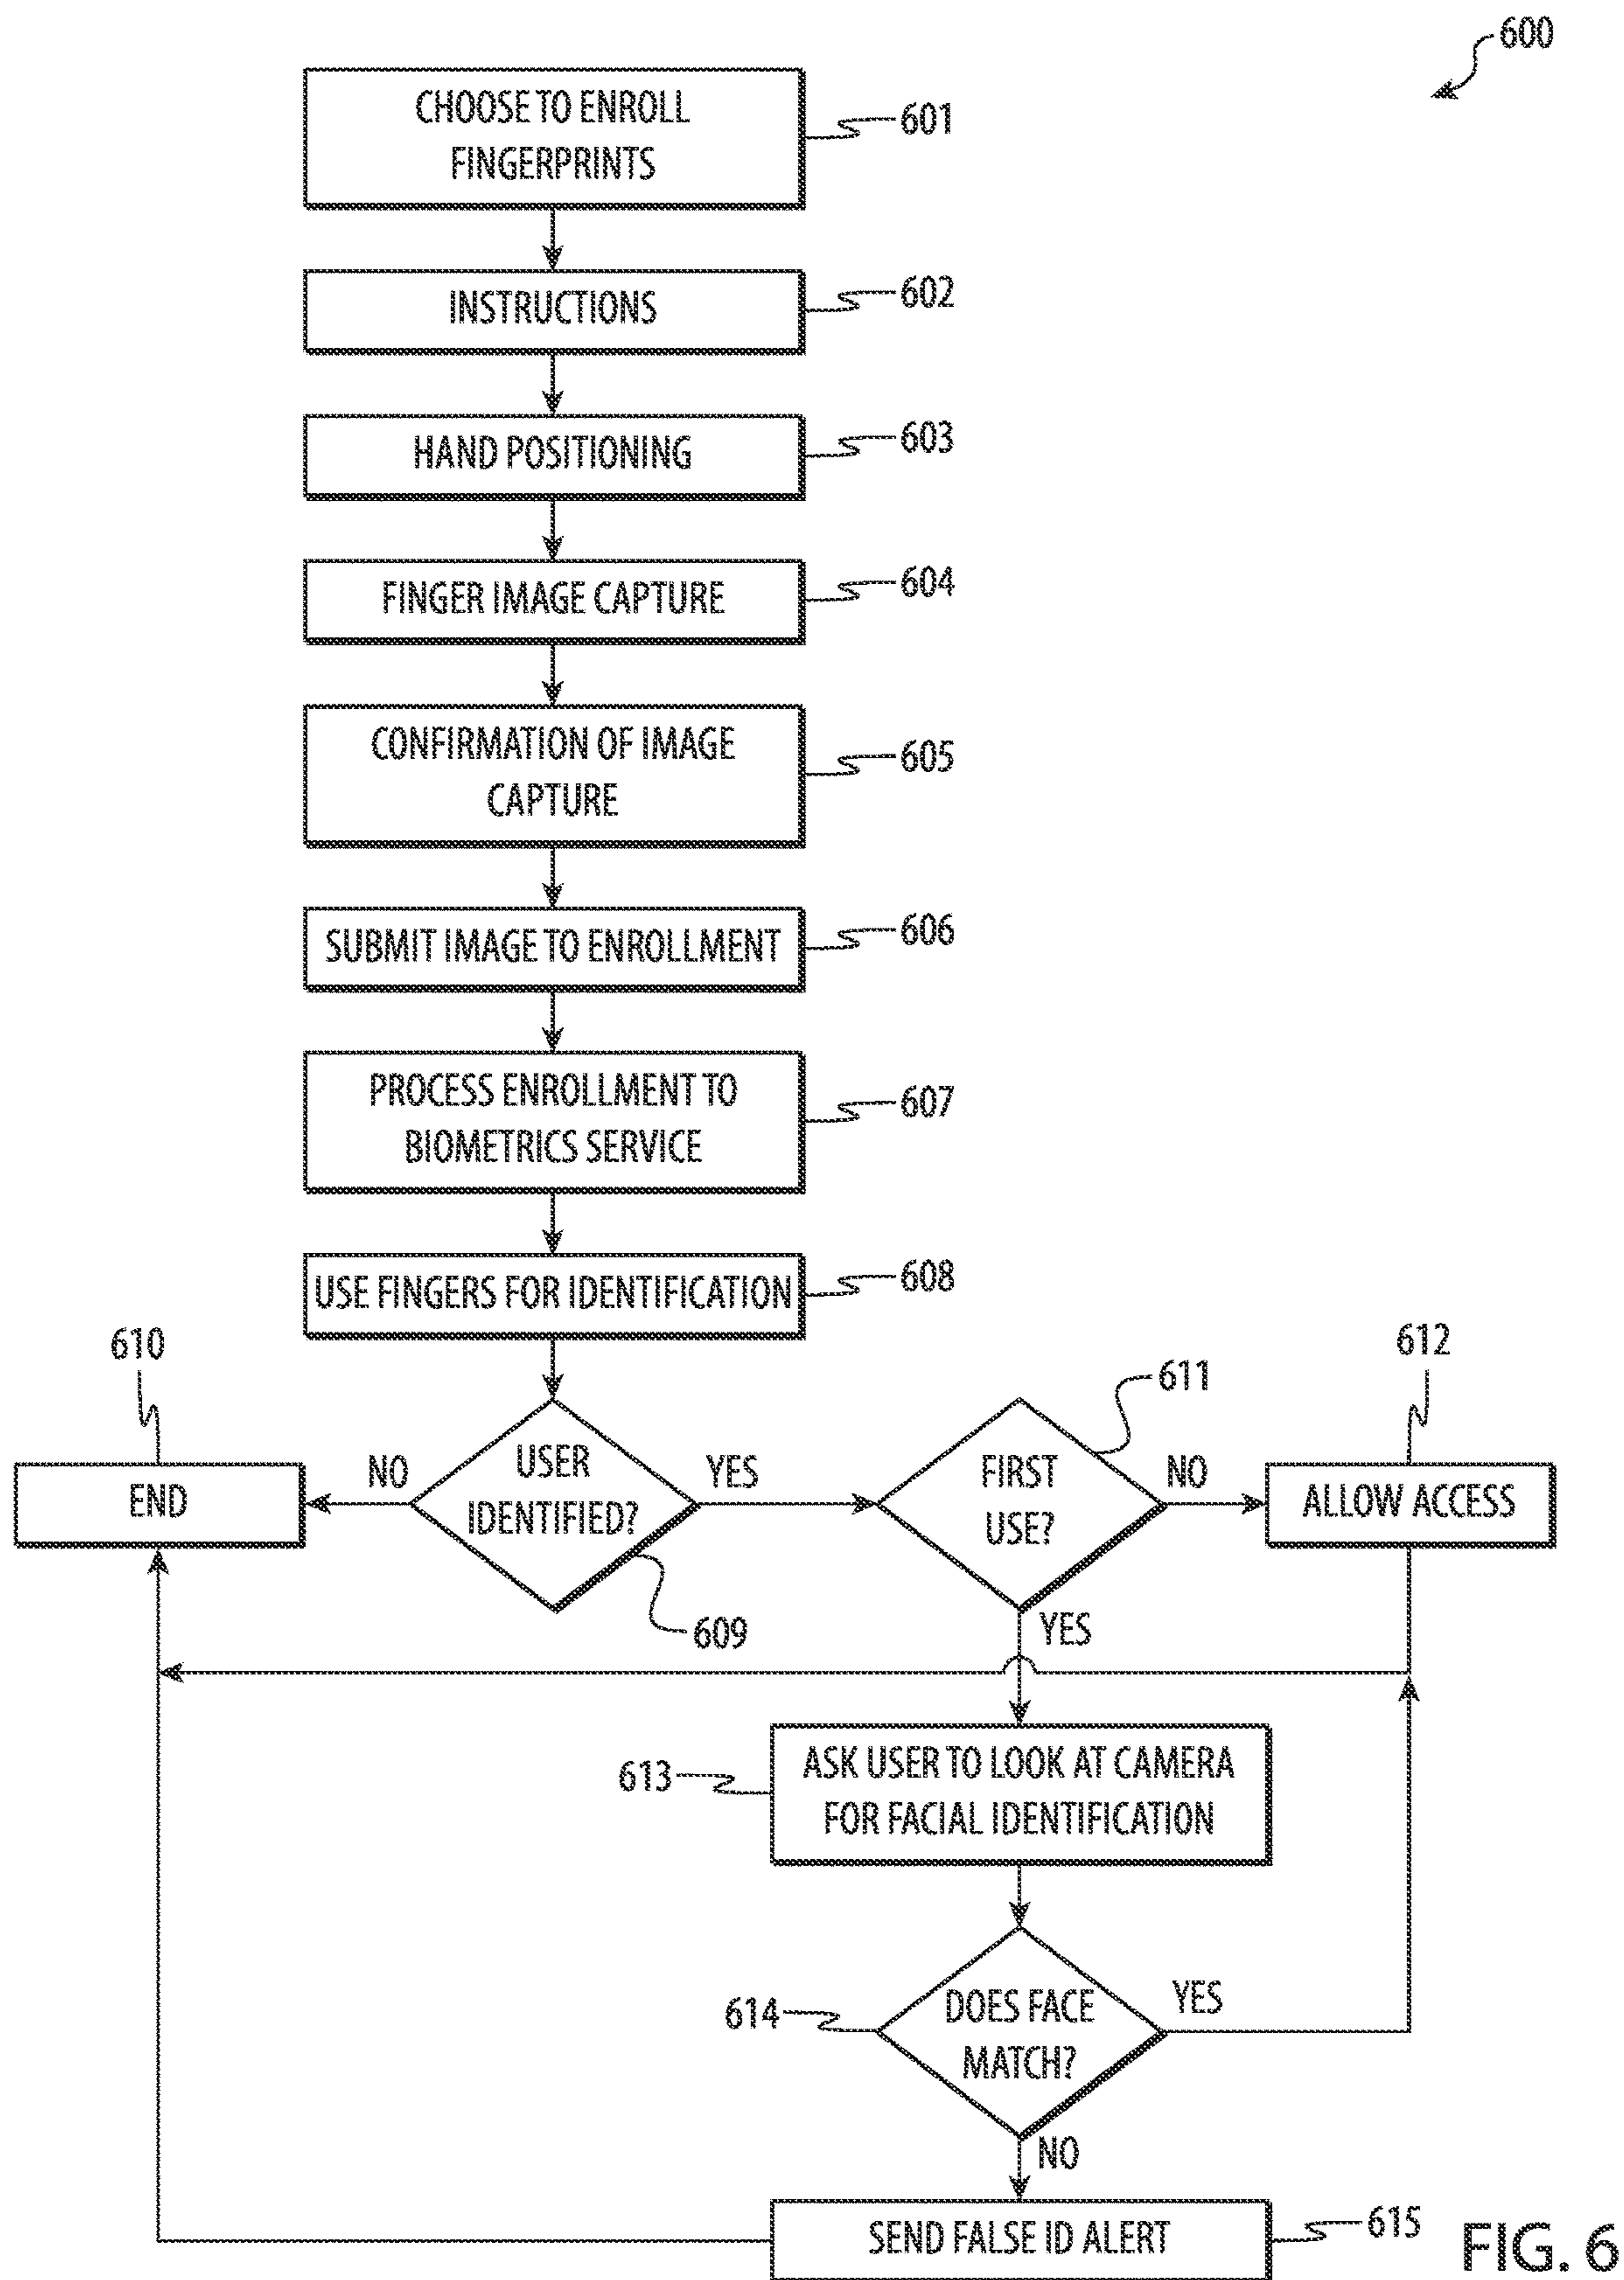 600
CHOOSE TO ENROLL
FINGERPRINTS
601
INSTRUCTIONS
602
HAND POSITIONING
603
FINGER IMAGE CAPTURE
604
CONFIRMATION OF IMAGE
CAPTURE
605
SUBMIT IMAGE TO ENROLLMENT
606
PROCESS ENROLLMENT TO
BIOMETRICS SERVICE
607
USE FINGERS FOR IDENTIFICATION
608
610
END
NO
USER
IDENTIFIED?
609
YES
FIRST
USE?
611
NO
612
ALLOW ACCESS
YES
613
ASK USER TO LOOK AT CAMERA
FOR FACIAL IDENTIFICATION
614
DOES FACE
MATCH?
YES
NO
SEND FALSE ID ALERT
615
FIG. 6